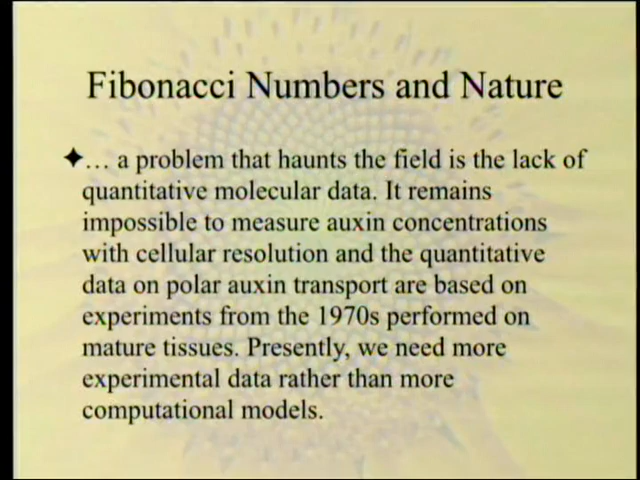 Fibonacci Numbers and Nature
✦… a problem that haunts the field is the lack of
quantitative molecular data. It remains
impossible to measure auxin concentrations
with cellular resolution and the quantitative
data on polar auxin transport are based on
experiments from the 1970s performed on
mature tissues. Presently, we need more
experimental data rather than more
computational models.